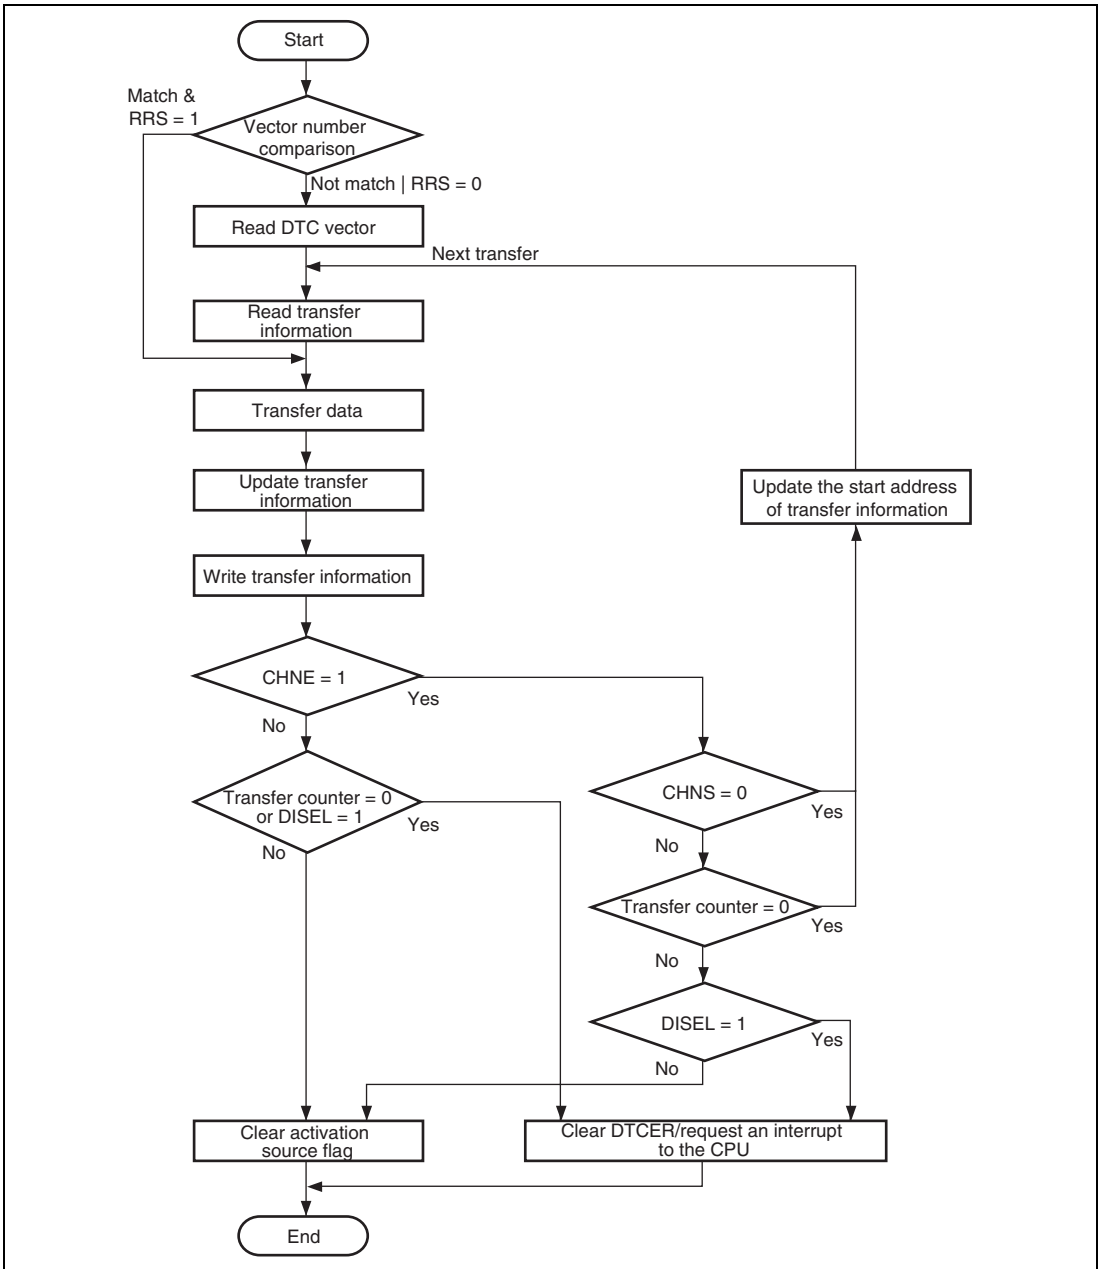 Start
Match &
RRS = 1
Vector number
comparison
Not match | RRS = 0
Read DTC vector
Next transfer
Read transfer
information
Transfer data
Update transfer
information
Update the start address
of transfer information
Write transfer information
CHNE = 1
Yes
No
Transfer counter = 0
or DISEL = 1
Yes
No
CHNS = 0
Yes
No
Transfer counter = 0
Yes
No
DISEL = 1
Yes
No
Clear activation
source flag
Clear DTCER/request an interrupt
to the CPU
End